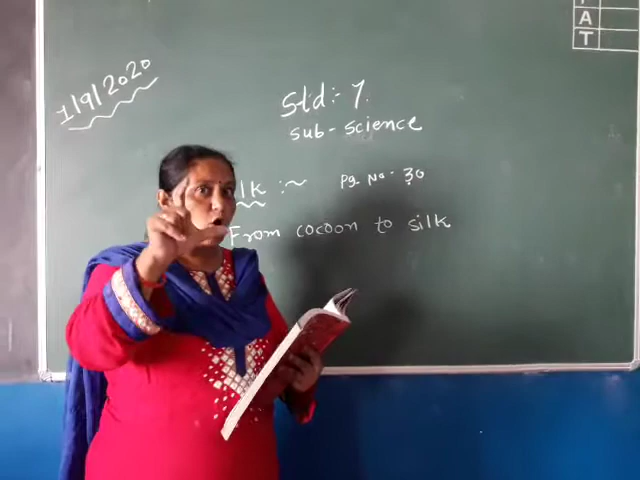 A
T
1/9/2020
Std:- 7.
sub - science
lk :~ Pg. No. 30
From cocoon to silk